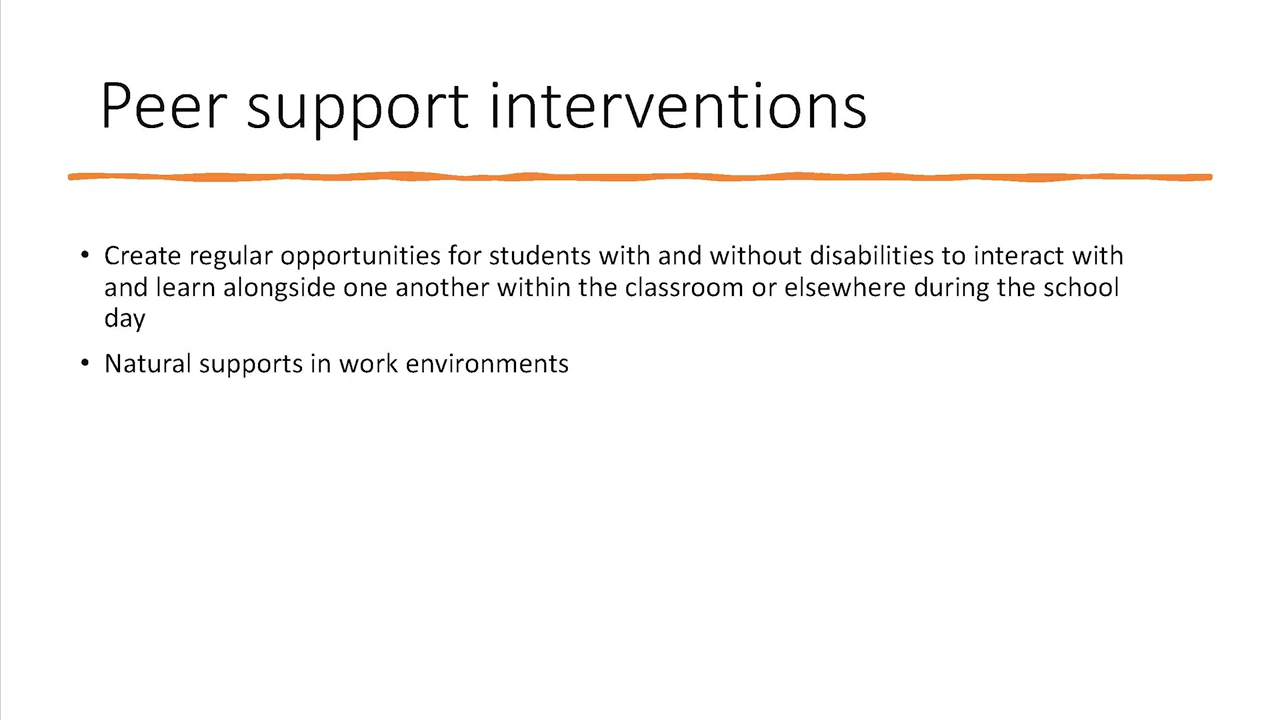 Peer support interventions
• Create regular opportunities for students with and without disabilities to interact with
and learn alongside one another within the classroom or elsewhere during the school
day
• Natural supports in work environments